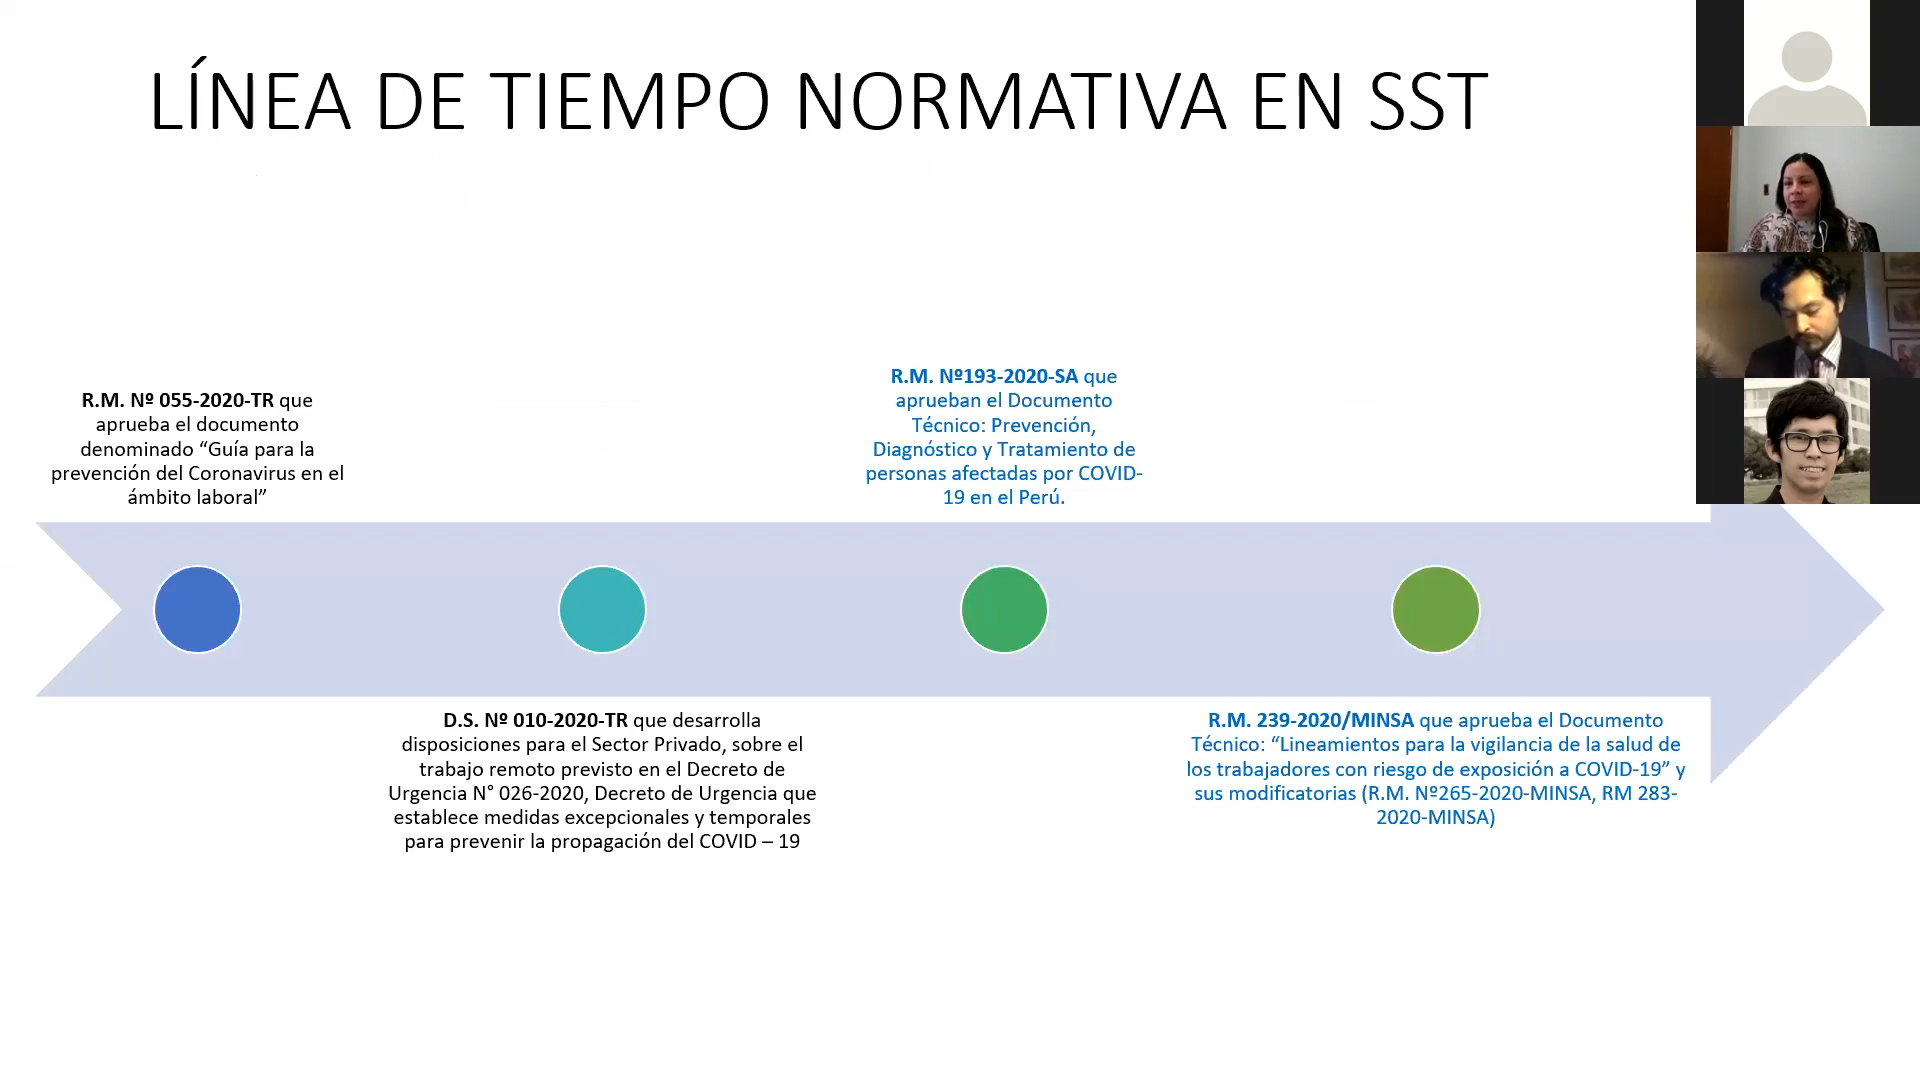 LÍNEA DE TIEMPO NORMATIVA EN SST
R.M. Nº 055-2020-TR que
aprueba el documento
denominado “Guía para la
prevención del Coronavirus en el
ámbito laboral”
D.S. Nº 010-2020-TR que desarrolla
disposiciones para el Sector Privado, sobre el
trabajo remoto previsto en el Decreto de
Urgencia N° 026-2020, Decreto de Urgencia que
establece medidas excepcionales y temporales
para prevenir la propagación del COVID – 19
R.M. Nº193-2020-SA que
aprueban el Documento
Técnico: Prevención,
Diagnóstico y Tratamiento de
personas afectadas por COVID-
19 en el Perú.
R.M. 239-2020/MINSA que aprueba el Documento
Técnico: “Lineamientos para la vigilancia de la salud de
los trabajadores con riesgo de exposición a COVID-19” y
sus modificatorias (R.M. Nº265-2020-MINSA, RM 283-
2020-MINSA)